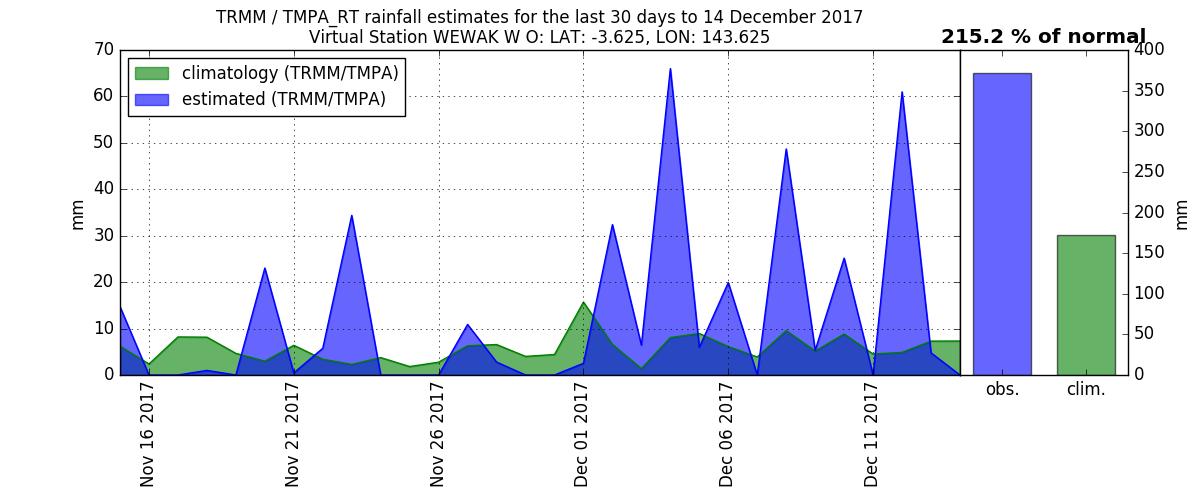 TRMM / TMPA_RT rainfall estimates for the last 30 days to 14 December 2017
Virtual Station WEWAK W O: LAT: -3.625, LON: 143.625
215.2 % of normal
climatology (TRMM/TMPA)
estimated (TRMM/TMPA)
70
60
50
40
30
20
10
0
mm
Nov 16 2017
Nov 21 2017
Nov 26 2017
Dec 01 2017
Dec 06 2017
Dec 11 2017
400
350
300
250
200
150
100
50
0
mm
obs.
clim.